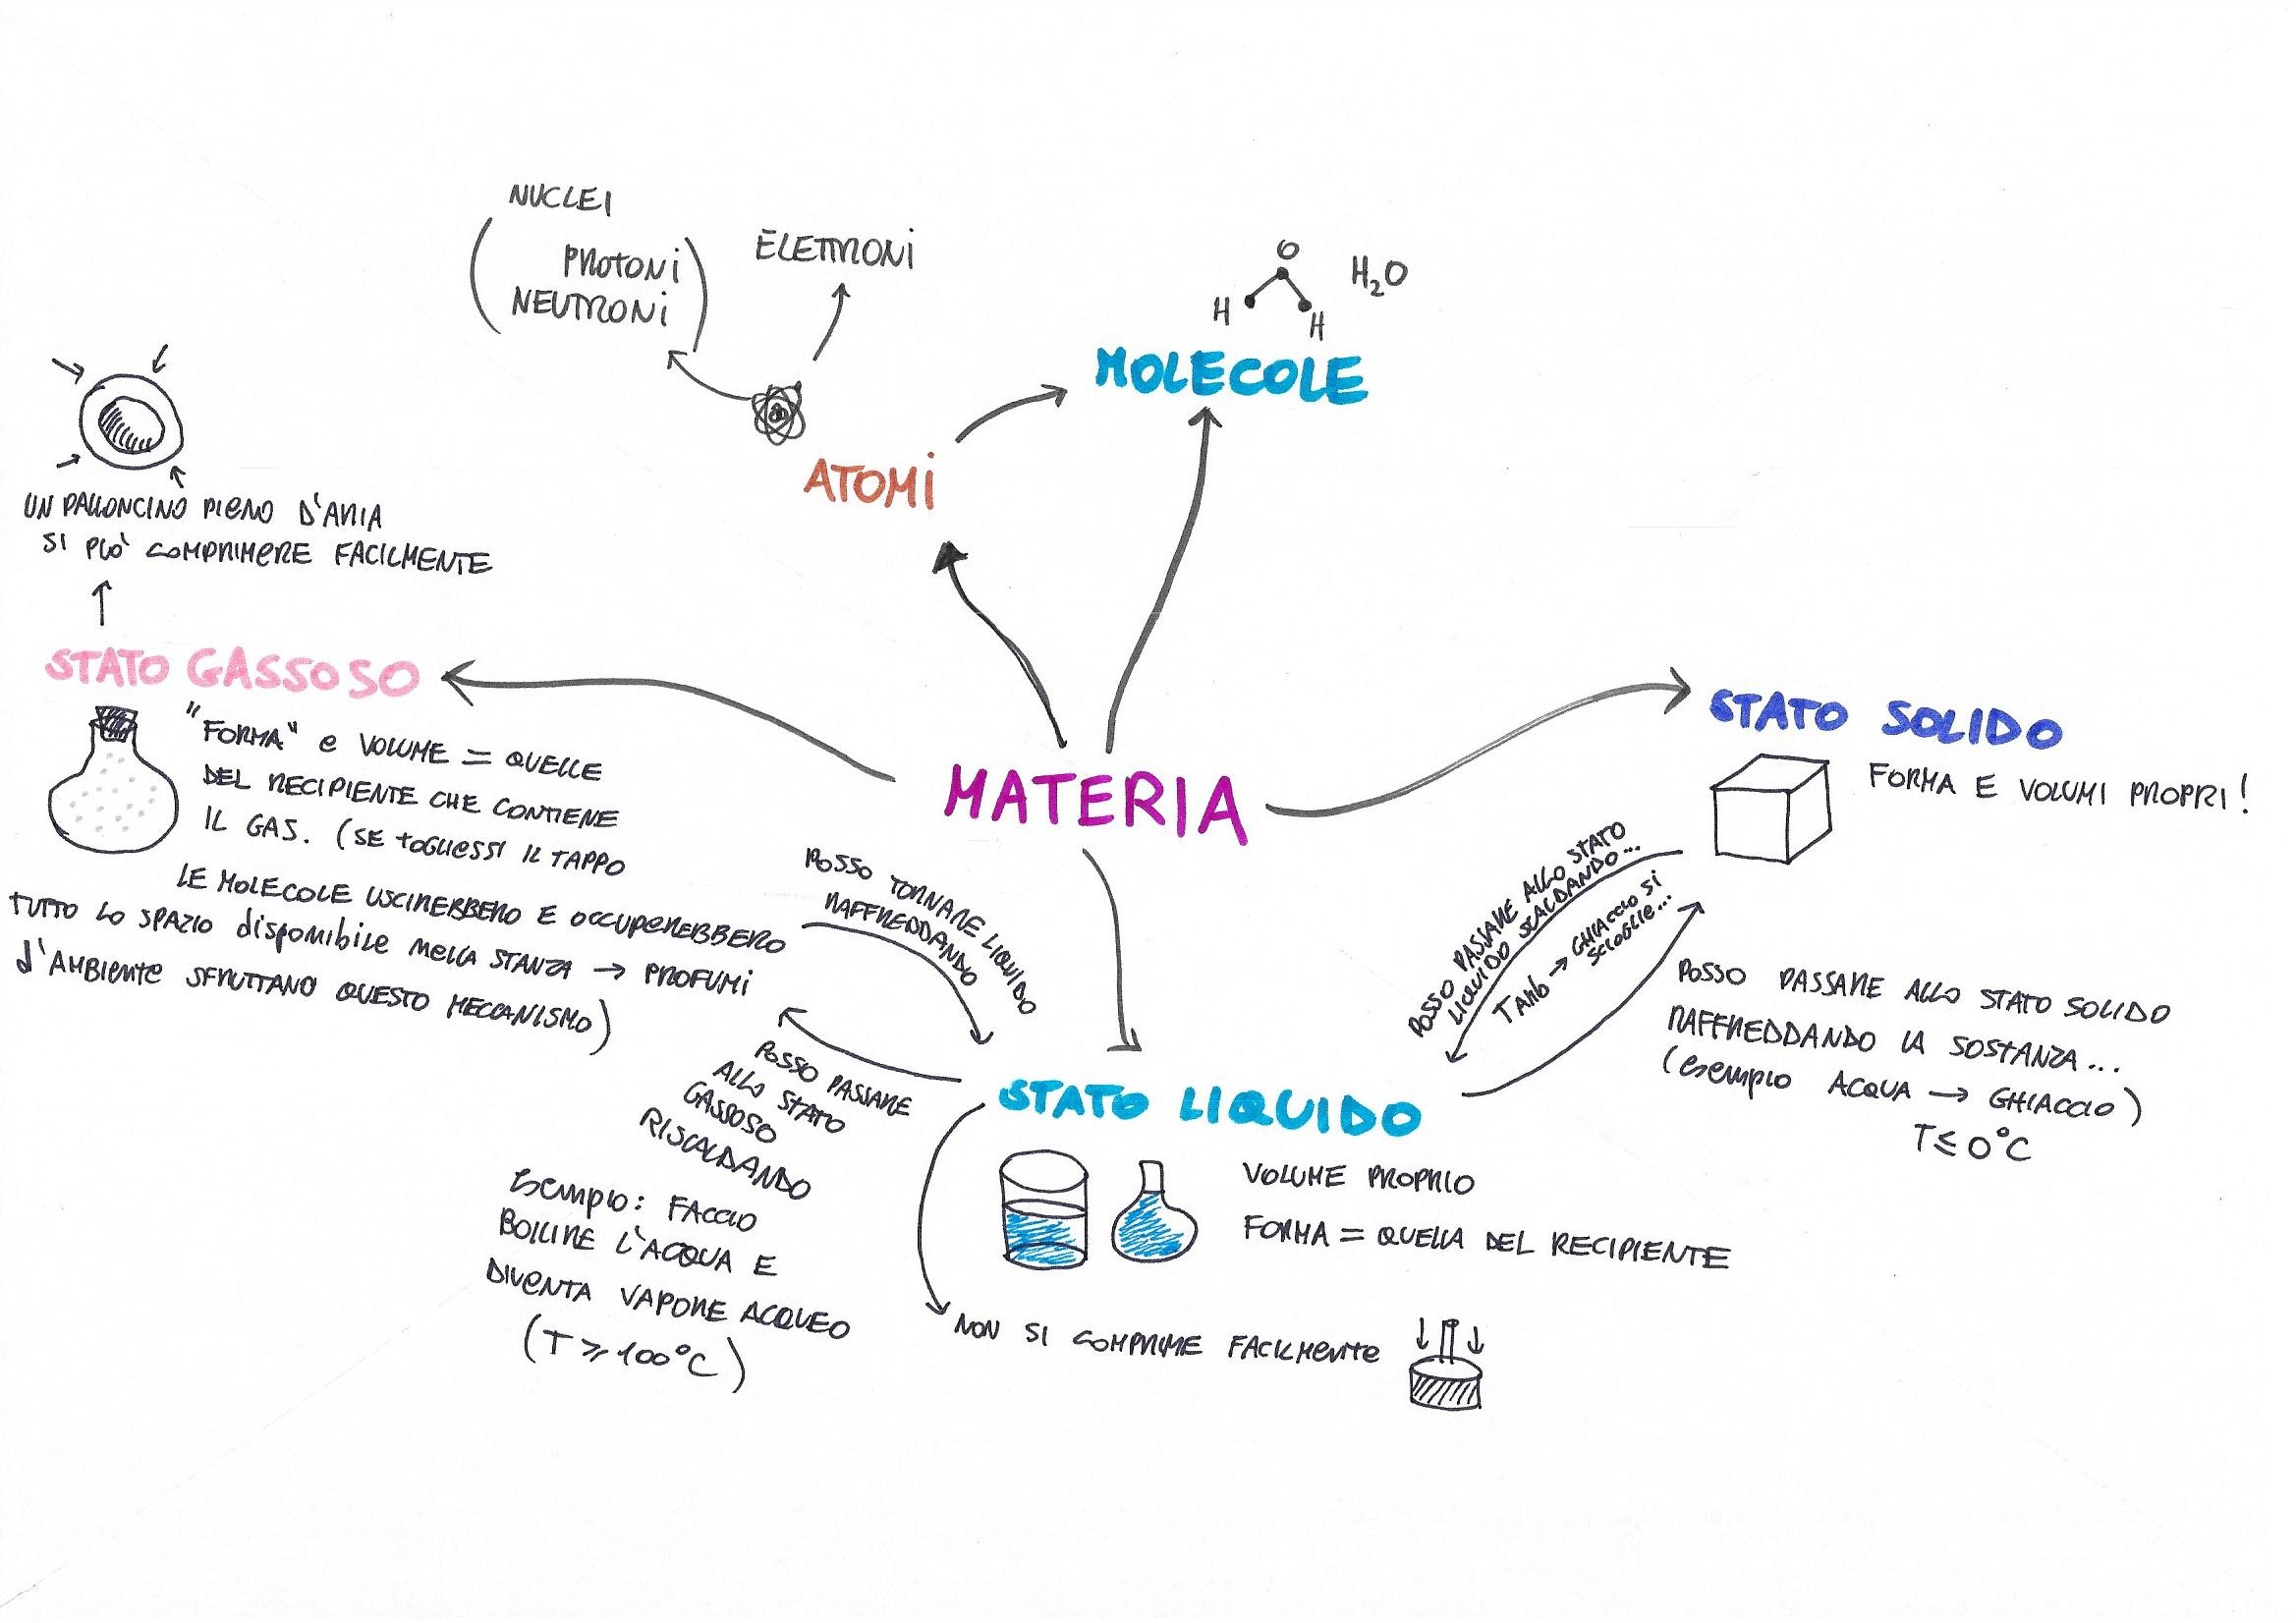 NUCLEI
PROTONI
NEUTRONI
ELETTRONI
O
H
H
H₂O
MOLECOLE
ATOMI
UN PALLONCINO PIENO D'ARIA
SI PUÒ COMPRIMERE FACILMENTE
STATO GASSOSO
"FORMA" e VOLUME = QUELLE
DEL RECIPIENTE CHE CONTIENE
IL GAS. (SE TOGLIESSI IL TAPPO
LE MOLECOLE USCIREBBERO E OCCUPEREBBERO
TUTTO LO SPAZIO disponibile NELLA STANZA → PROFUMI
d'AMBIENTE SFRUTTANO QUESTO MECCANISMO)
MATERIA
STATO SOLIDO
FORMA E VOLUMI PROPRI!
POSSO PASSARE ALLO STATO
LIQUIDO SCALDANDO...
TAMB → GHIACCIO SI
SCIOGLIE...
POSSO PASSARE ALLO STATO SOLIDO
RAFFREDDANDO LA SOSTANZA...
(esempio ACQUA → GHIACCIO)
T ≤ 0°C
POSSO TORNARE LIQUIDO
RAFFREDDANDO
POSSO PASSARE
ALLO STATO
GASSOSO
RISCALDANDO
Esempio: FACCIO
BOLLIRE L'ACQUA E
DIVENTA VAPORE ACQUEO
(T ≥ 100°C)
STATO LIQUIDO
VOLUME PROPRIO
FORMA = QUELLA DEL RECIPIENTE
NON SI COMPRIME FACILMENTE